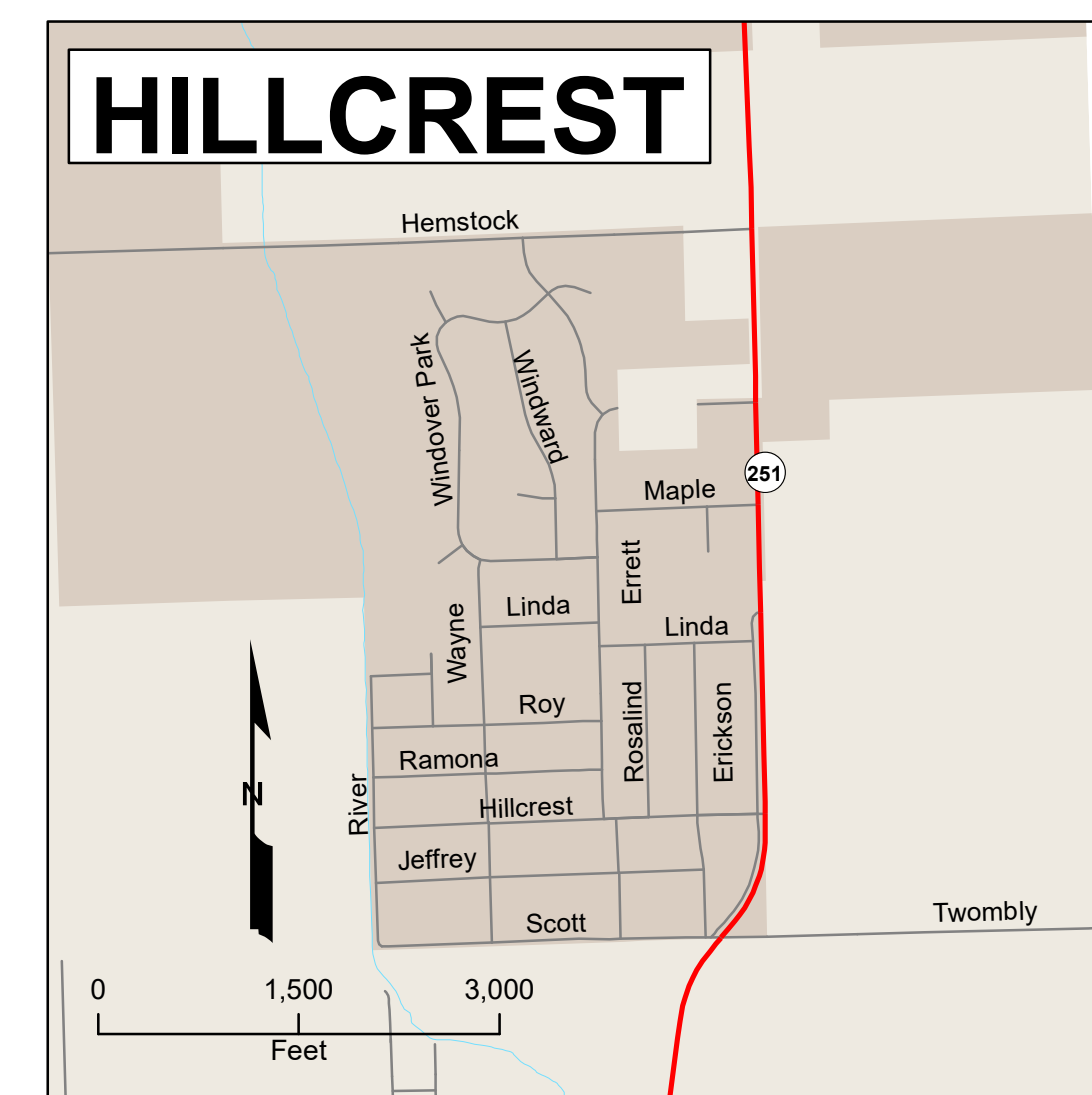 HILLCREST
Hemstock
Windover Park
Windward
251
Maple
Errett
Linda
Linda
Wayne
Roy
Rosalind
Erickson
Ramona
River
N
Hillcrest
Jeffrey
Scott
Twombly
0 1,500 3,000
Feet